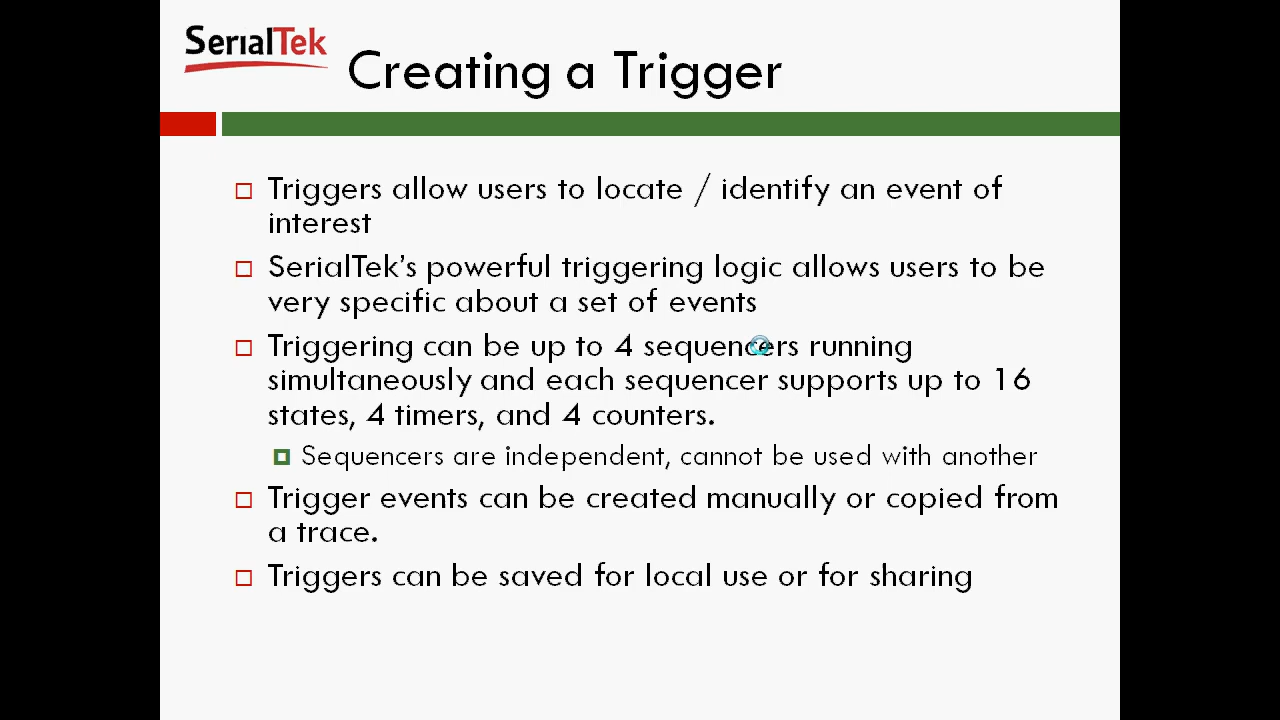 SerialTek
Creating a Trigger
Triggers allow users to locate / identify an event of
interest
SerialTek's powerful triggering logic allows users to be
very specific about a set of events
Triggering can be up to 4 sequencers running
simultaneously and each sequencer supports up to 16
states, 4 timers, and 4 counters.
Sequencers are independent, cannot be used with another
Trigger events can be created manually or copied from
a trace.
Triggers can be saved for local use or for sharing